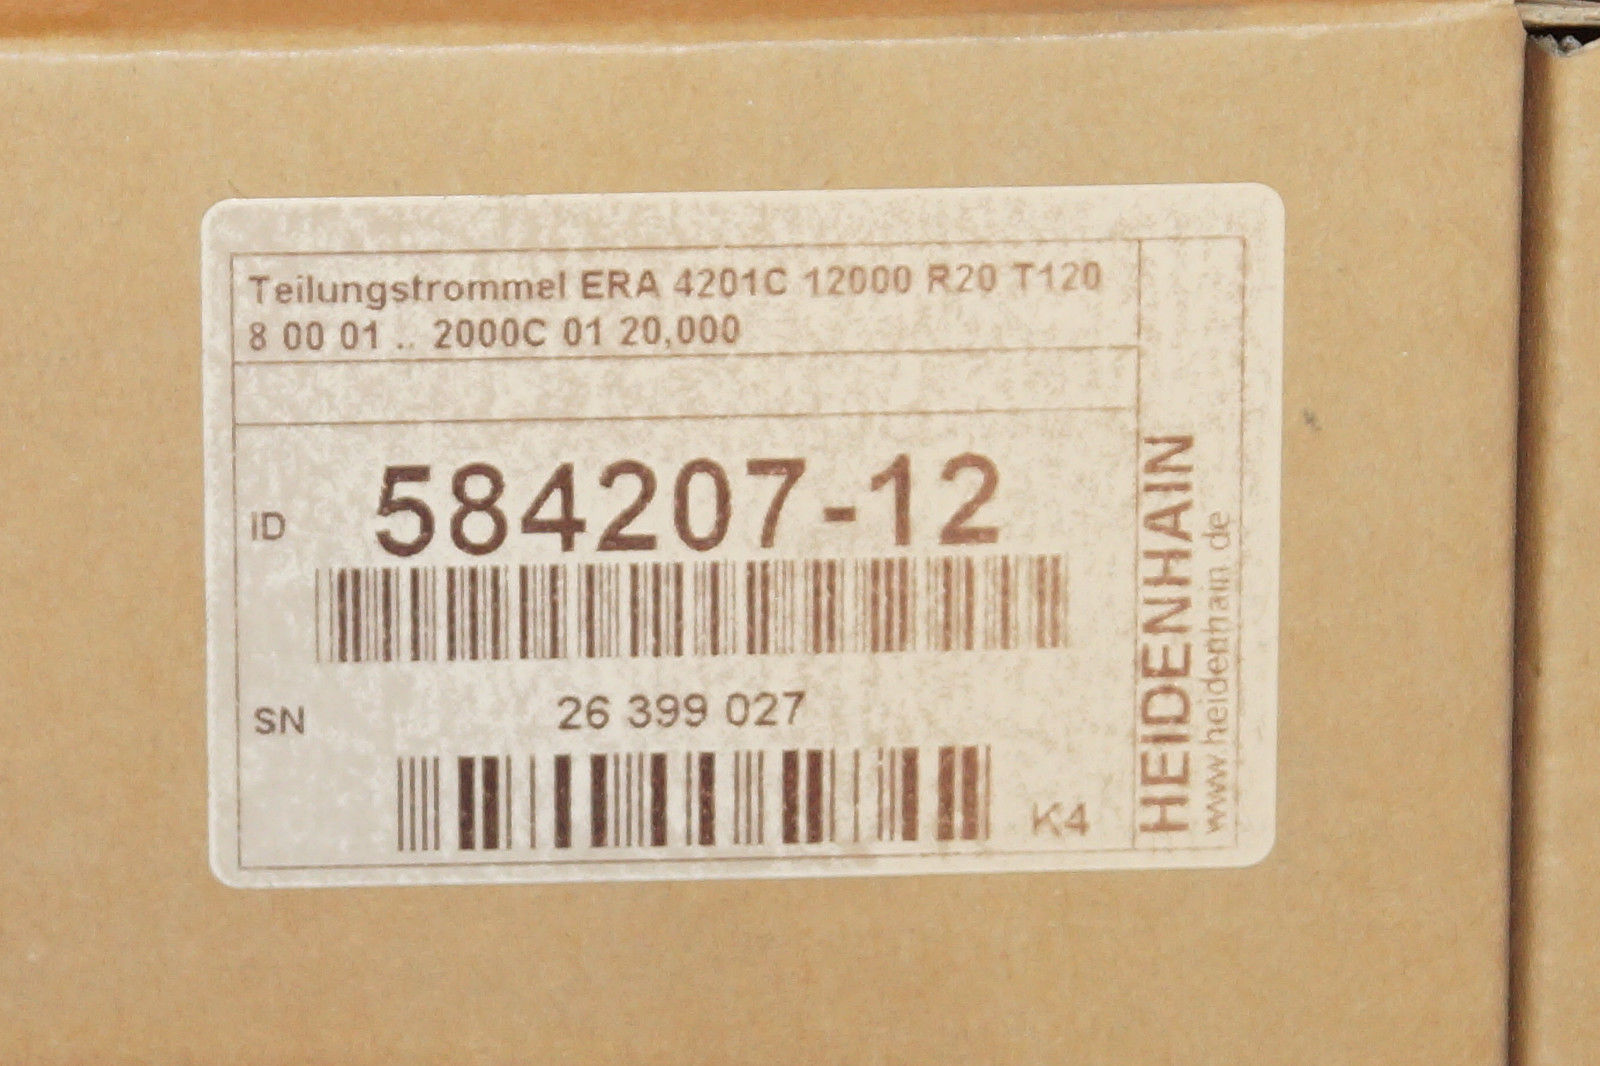 Teilungstrommel ERA 4201C 12000 R20 T120
8 00 01 .. 2000C 01 20,000
ID 584207-12
SN 26 399 027
K4
HEIDENHAIN
www.heidenhain.de